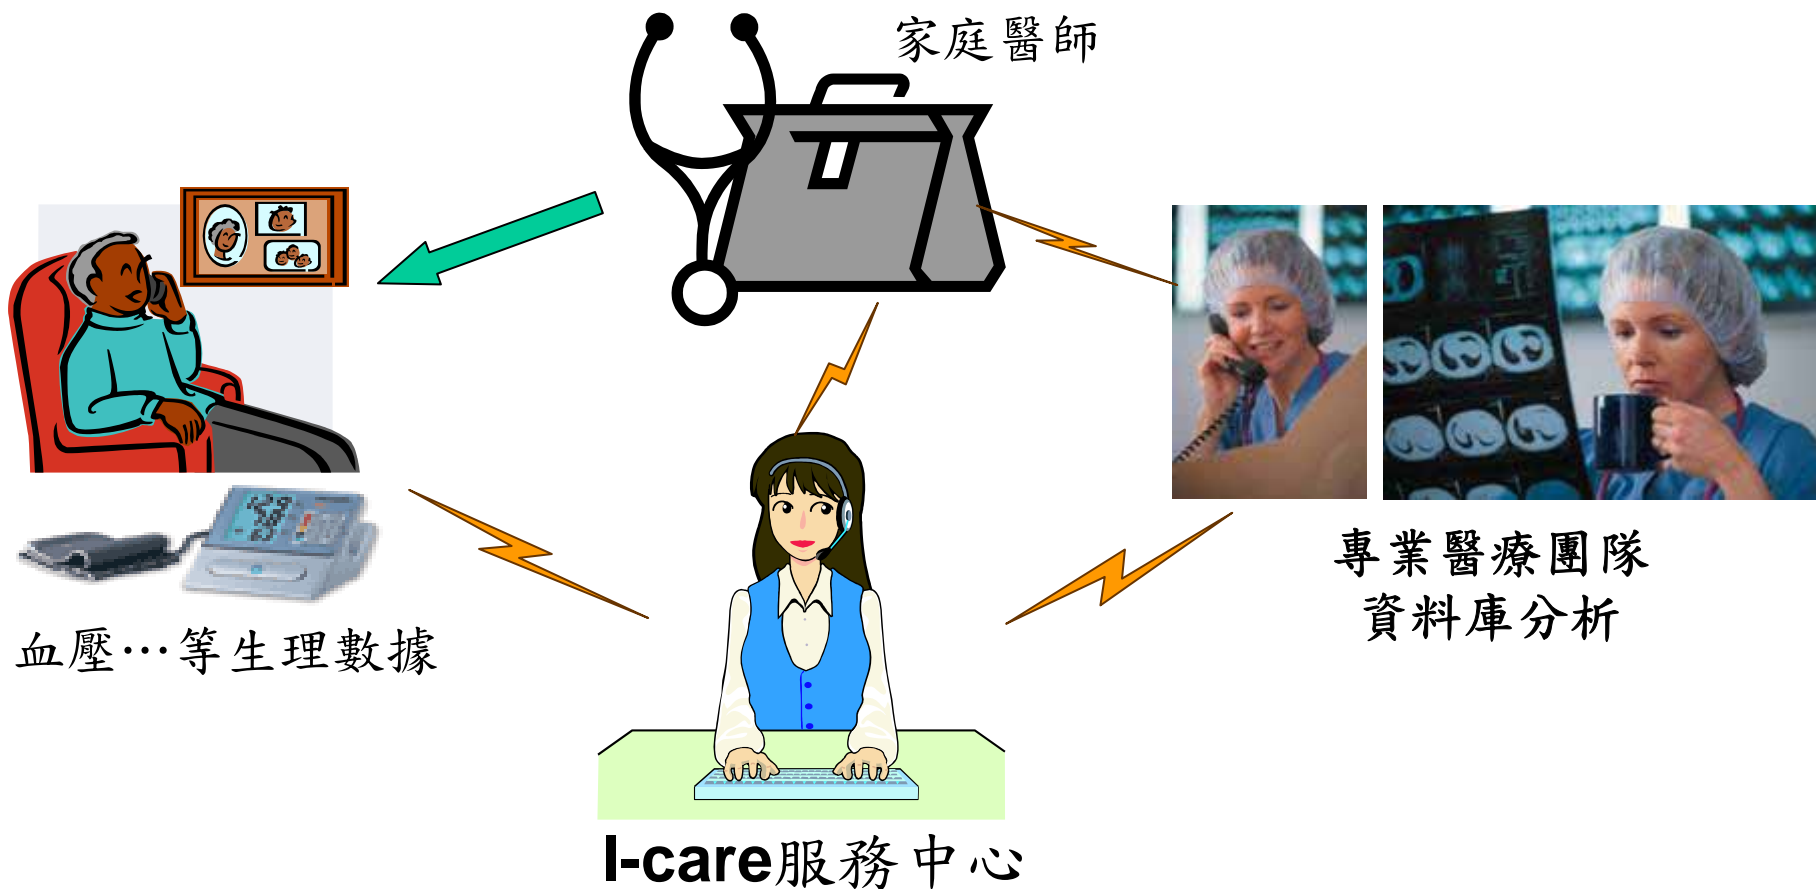 家庭醫師
專業醫療團隊
資料庫分析
血壓…等生理數據
I-care服務中心